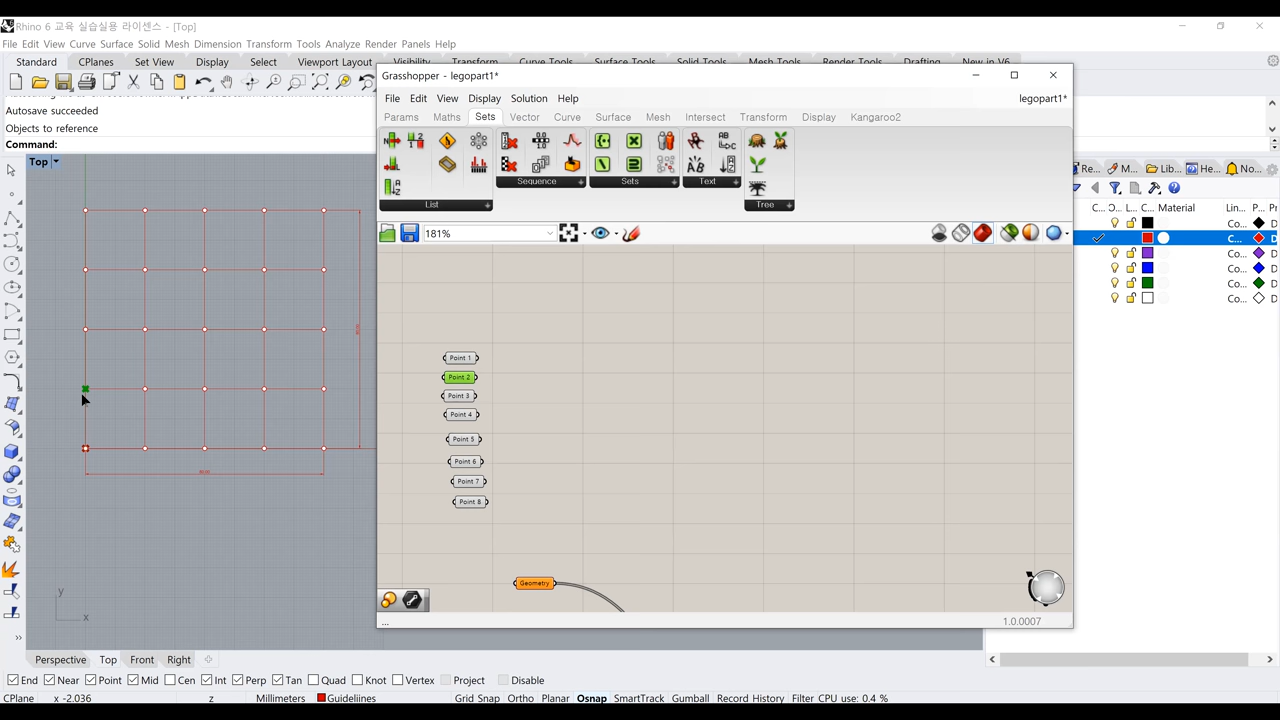 Rhino 6 교육 실습실용 라이센스 - [Top]
File Edit View Curve Surface Solid Mesh Dimension Transform Tools Analyze Render Panels Help
Standard CPlanes Set View Display Select Viewport Layout Visibility Transform Curve Tools Surface Tools Solid Tools Mesh Tools Render Tools Drafting New in V6
Autosave succeeded
Objects to reference
Command:
Top
Grasshopper - legopart1*
File Edit View Display Solution Help legopart1*
Params Maths Sets Vector Curve Surface Mesh Intersect Transform Display Kangaroo2
List Sequence Sets Text Tree
181%
Re... M... Lib... He... No...
C... O... L... C... Material Lin... P... Pr
Co...
C...
Co...
Co...
Co...
Co...
Point 1
Point 2
Point 3
Point 4
Point 5
Point 6
Point 7
Point 8
Geometry
... 1.0.0007
y
x
Perspective Top Front Right
End Near Point Mid Cen Int Perp Tan Quad Knot Vertex Project Disable
CPlane x -2.036 z Millimeters Guidelines Grid Snap Ortho Planar Osnap SmartTrack Gumball Record History Filter CPU use: 0.4 %